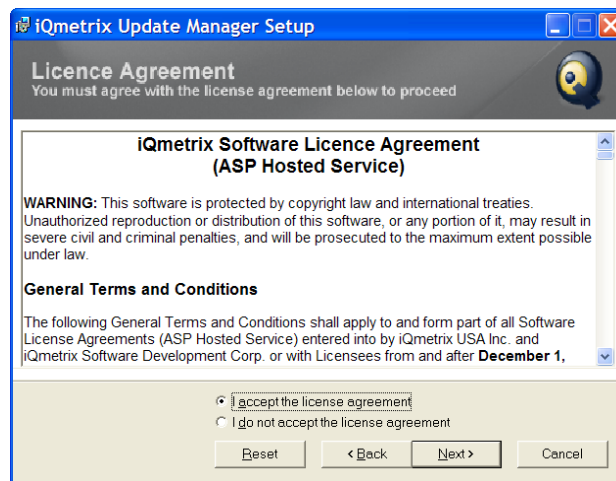 iQmetrix Update Manager Setup
Licence Agreement
You must agree with the license agreement below to proceed
iQmetrix Software Licence Agreement
(ASP Hosted Service)
WARNING: This software is protected by copyright law and international treaties.
Unauthorized reproduction or distribution of this software, or any portion of it, may result in
severe civil and criminal penalties, and will be prosecuted to the maximum extent possible
under law.
General Terms and Conditions
The following General Terms and Conditions shall apply to and form part of all Software
License Agreements (ASP Hosted Service) entered into by iQmetrix USA Inc. and
iQmetrix Software Development Corp. or with Licensees from and after December 1,
I accept the license agreement
I do not accept the license agreement
Reset < Back Next > Cancel